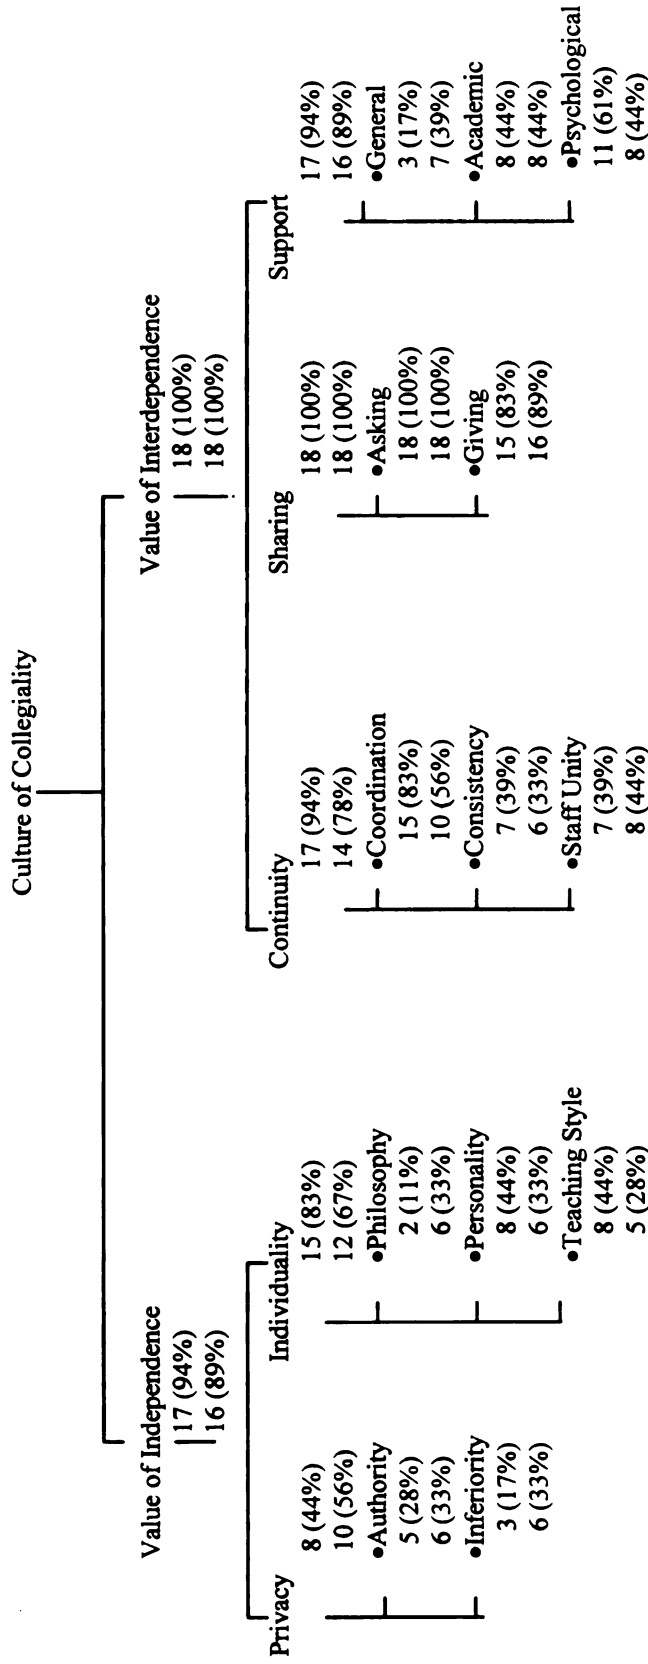 Culture of Collegiality
Value of Independence
17 (94%)
16 (89%)
Value of Interdependence
18 (100%)
18 (100%)
Privacy
8 (44%)
10 (56%)
•Authority
5 (28%)
6 (33%)
•Inferiority
3 (17%)
6 (33%)
Individuality
15 (83%)
12 (67%)
•Philosophy
2 (11%)
6 (33%)
•Personality
8 (44%)
6 (33%)
•Teaching Style
8 (44%)
5 (28%)
Continuity
17 (94%)
14 (78%)
•Coordination
15 (83%)
10 (56%)
•Consistency
7 (39%)
6 (33%)
•Staff Unity
7 (39%)
8 (44%)
Sharing
18 (100%)
18 (100%)
•Asking
18 (100%)
18 (100%)
•Giving
15 (83%)
16 (89%)
Support
17 (94%)
16 (89%)
•General
3 (17%)
7 (39%)
•Academic
8 (44%)
8 (44%)
•Psychological
11 (61%)
8 (44%)